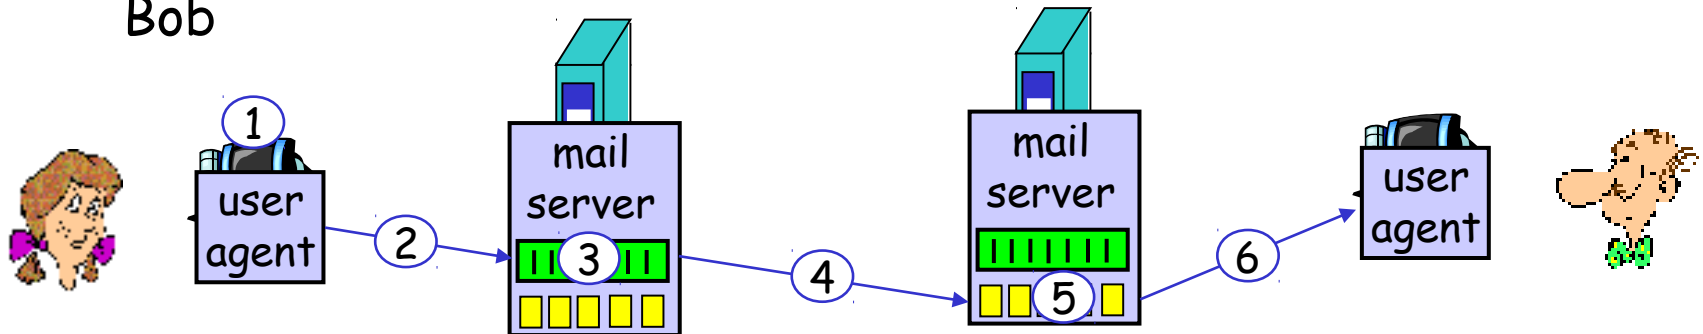 Bob
1
user
agent
2
mail
server
3
4
mail
server
5
6
user
agent